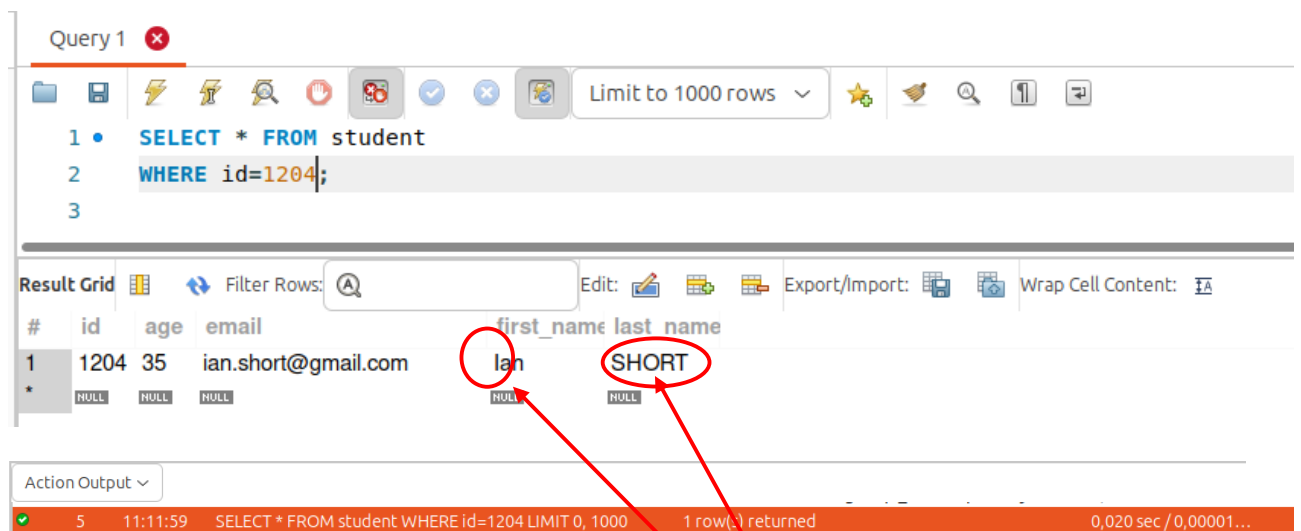 Query 1
Limit to 1000 rows
1 SELECT * FROM student
2 WHERE id=1204;
3
Result Grid Filter Rows: Edit: Export/Import: Wrap Cell Content:
# id age email first_name last_name
1 1204 35 ian.short@gmail.com Ian SHORT
* NULL NULL NULL NULL NULL
Action Output
5 11:11:59 SELECT * FROM student WHERE id=1204 LIMIT 0, 1000 1 row(s) returned 0,020 sec / 0,00001...